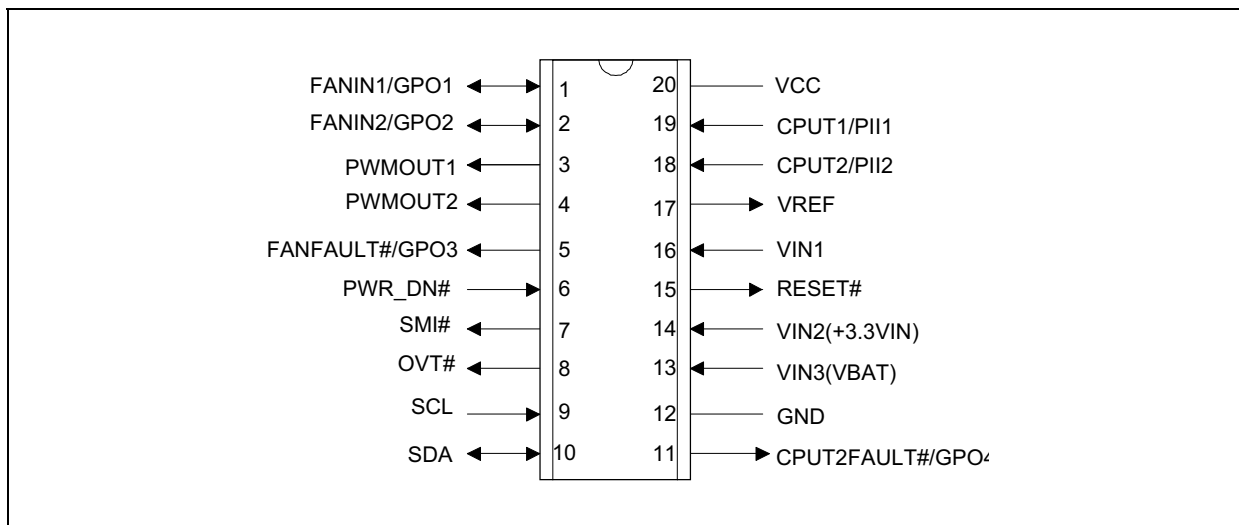 FANIN1/GPO1 1 20 VCC
FANIN2/GPO2 2 19 CPUT1/PII1
PWMOUT1 3 18 CPUT2/PII2
PWMOUT2 4 17 VREF
FANFAULT#/GPO3 5 16 VIN1
PWR_DN# 6 15 RESET#
SMI# 7 14 VIN2(+3.3VIN)
OVT# 8 13 VIN3(VBAT)
SCL 9 12 GND
SDA 10 11 CPUT2FAULT#/GPO4